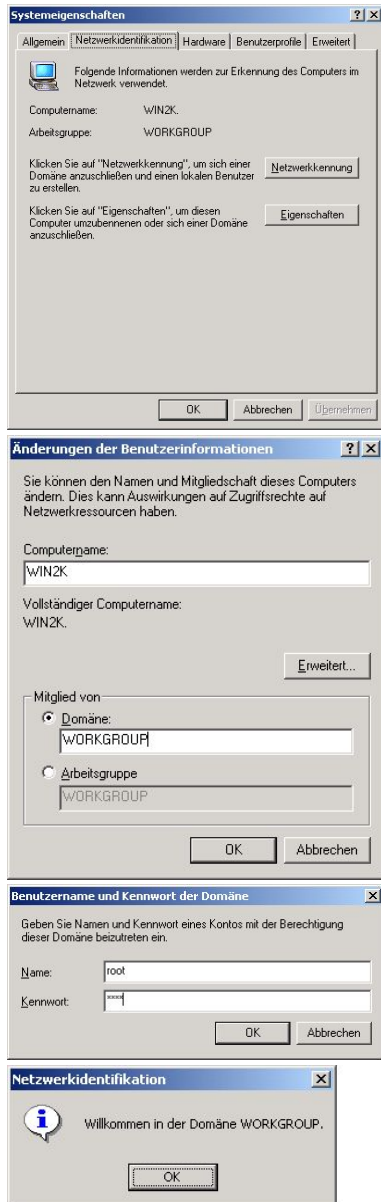 Systemeigenschaften
Allgemein Netzwerkidentifikation Hardware Benutzerprofile Erweitert
Folgende Informationen werden zur Erkennung des Computers im
Netzwerk verwendet.
Computername: WIN2K.
Arbeitsgruppe: WORKGROUP
Klicken Sie auf "Netzwerkkennung", um sich einer
Domäne anzuschließen und einen lokalen Benutzer
zu erstellen.
Netzwerkkennung
Klicken Sie auf "Eigenschaften", um diesen
Computer umzubennenen oder sich einer Domäne
anzuschließen.
Eigenschaften
OK Abbrechen Übernehmen
Änderungen der Benutzerinformationen
Sie können den Namen und Mitgliedschaft dieses Computers
ändern. Dies kann Auswirkungen auf Zugriffsrechte auf
Netzwerkressourcen haben.
Computername:
WIN2K
Vollständiger Computername:
WIN2K.
Erweitert...
Mitglied von
Domäne:
WORKGROUP
Arbeitsgruppe
WORKGROUP
OK Abbrechen
Benutzername und Kennwort der Domäne
Geben Sie Namen und Kennwort eines Kontos mit der Berechtigung
dieser Domäne beizutreten ein.
Name: root
Kennwort: ****
OK Abbrechen
Netzwerkidentifikation
Willkommen in der Domäne WORKGROUP.
OK